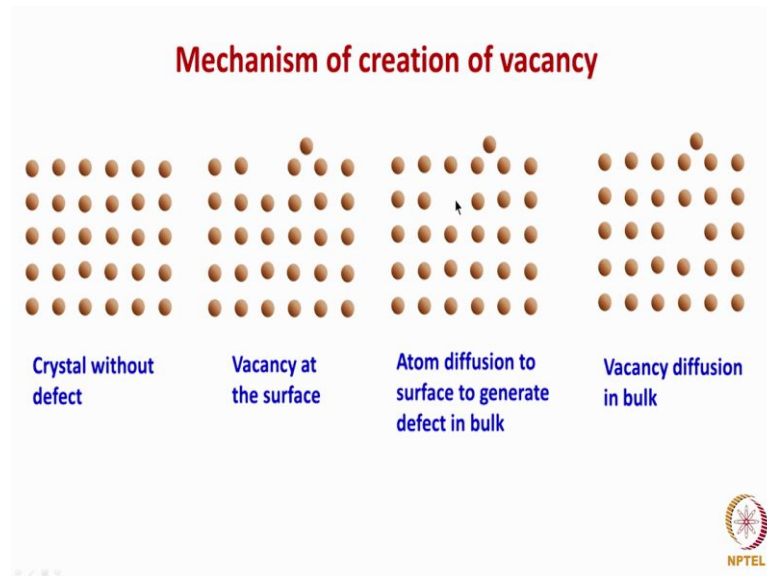 Mechanism of creation of vacancy
Crystal without
defect
Vacancy at
the surface
Atom diffusion to
surface to generate
defect in bulk
Vacancy diffusion
in bulk
NPTEL